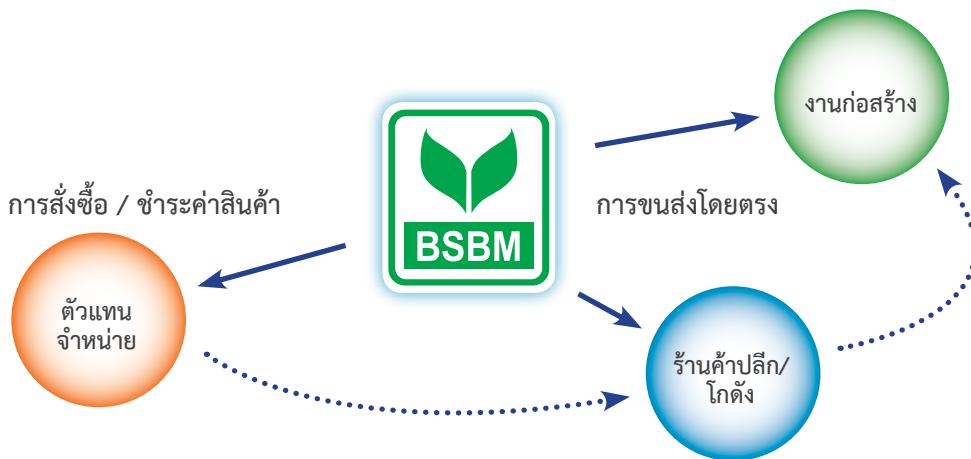 งานก่อสร้าง
การสั่งซื้อ / ชำระค่าสินค้า
การขนส่งโดยตรง
BSBM
ตัวแทน
จำหน่าย
ร้านค้าปลีก/
โกดัง